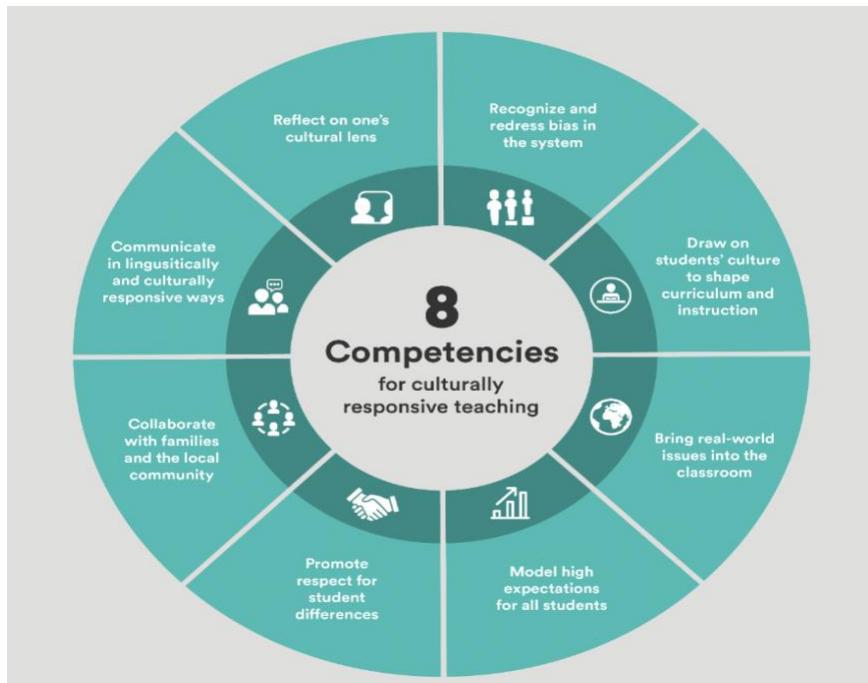 8
Competencies
for culturally
responsive teaching
Reflect on one's
cultural lens
Recognize and
redress bias in
the system
Draw on
students' culture
to shape
curriculum and
instruction
Bring real-world
issues into the
classroom
Model high
expectations
for all students
Promote
respect for
student
differences
Collaborate
with families
and the local
community
Communicate
in lingusitically
and culturally
responsive ways